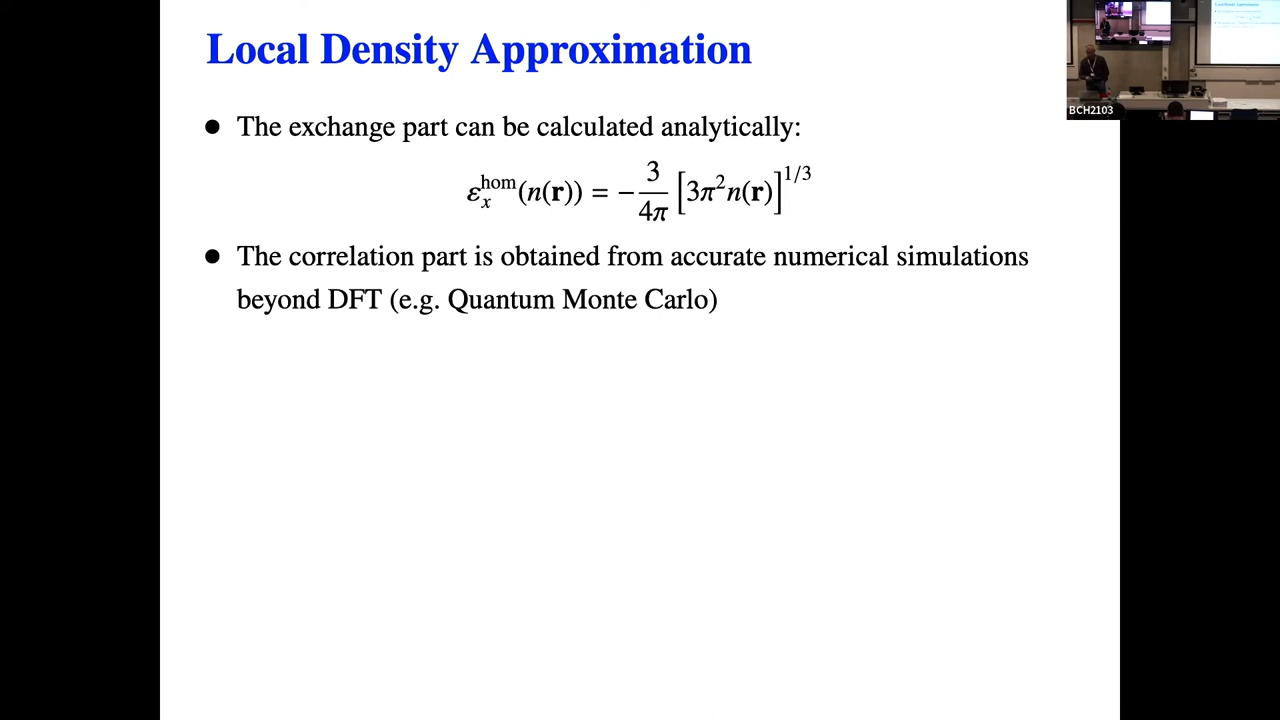 Local Density Approximation
● The exchange part can be calculated analytically:
ε_x^hom(n(r)) = −3/4π [3π²n(r)]^1/3
● The correlation part is obtained from accurate numerical simulations
beyond DFT (e.g. Quantum Monte Carlo)
BCH2103